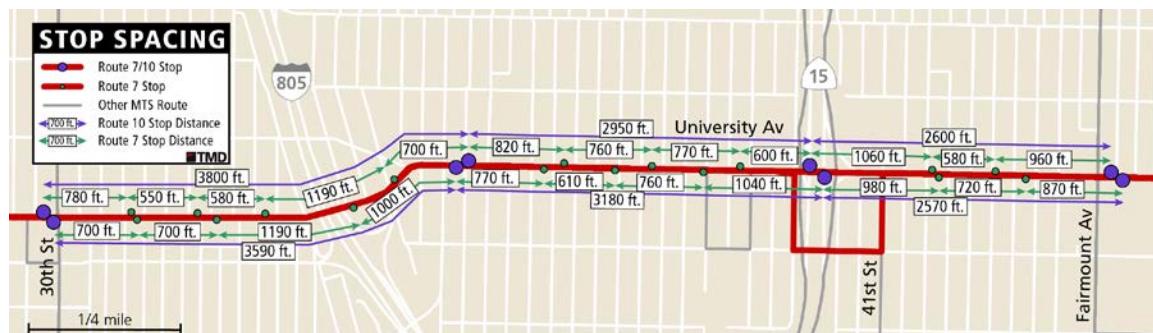 STOP SPACING
Route 7/10 Stop
Route 7 Stop
Other MTS Route
700 ft. Route 10 Stop Distance
700 ft. Route 7 Stop Distance
TMD
805
15
University Av
2950 ft.
2600 ft.
700 ft.
820 ft.
760 ft.
770 ft.
600 ft.
1060 ft.
580 ft.
960 ft.
3800 ft.
1190 ft.
780 ft.
550 ft.
580 ft.
1000 ft.
770 ft.
610 ft.
760 ft.
1040 ft.
980 ft.
720 ft.
870 ft.
3180 ft.
2570 ft.
700 ft.
700 ft.
1190 ft.
3590 ft.
30th St
41st St
Fairmount Av
1/4 mile